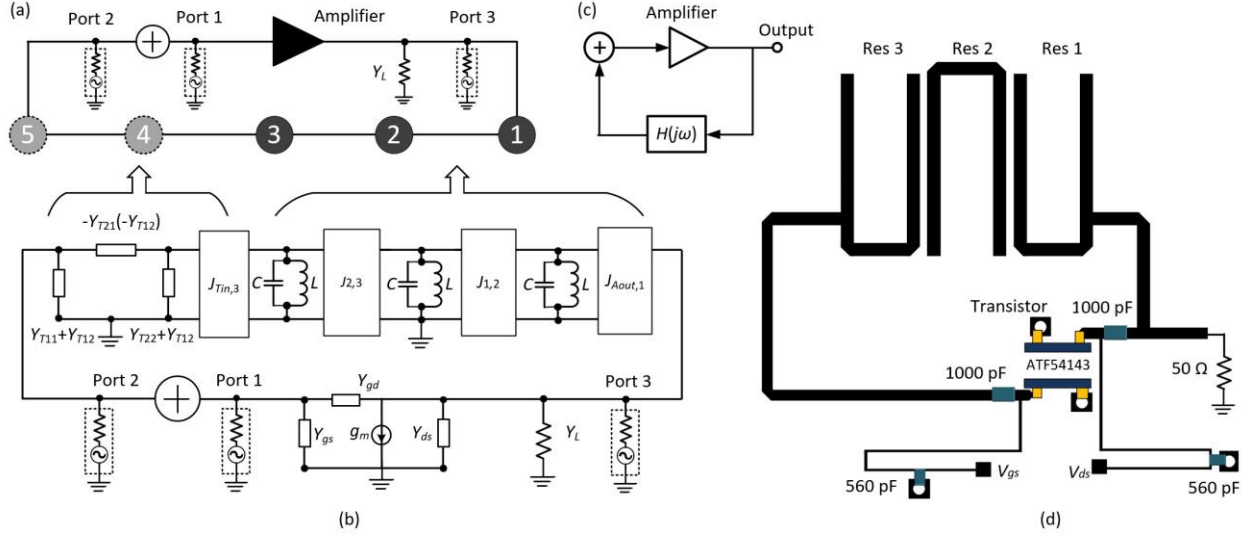 (a)
Port 2
Port 1
Amplifier
Port 3
Y_L
5
4
3
2
1
-Y_T21(-Y_T12)
Y_T11+Y_T12
Y_T22+Y_T12
J_Tin,3
C
L
J_2,3
C
L
J_1,2
C
L
J_Aout,1
Port 2
Port 1
Y_gs
Y_gd
g_m
Y_ds
Y_L
Port 3
(b)
(c)
Amplifier
Output
H(jω)
Res 3
Res 2
Res 1
Transistor
1000 pF
ATF54143
50 Ω
1000 pF
V_gs
V_ds
560 pF
560 pF
(d)